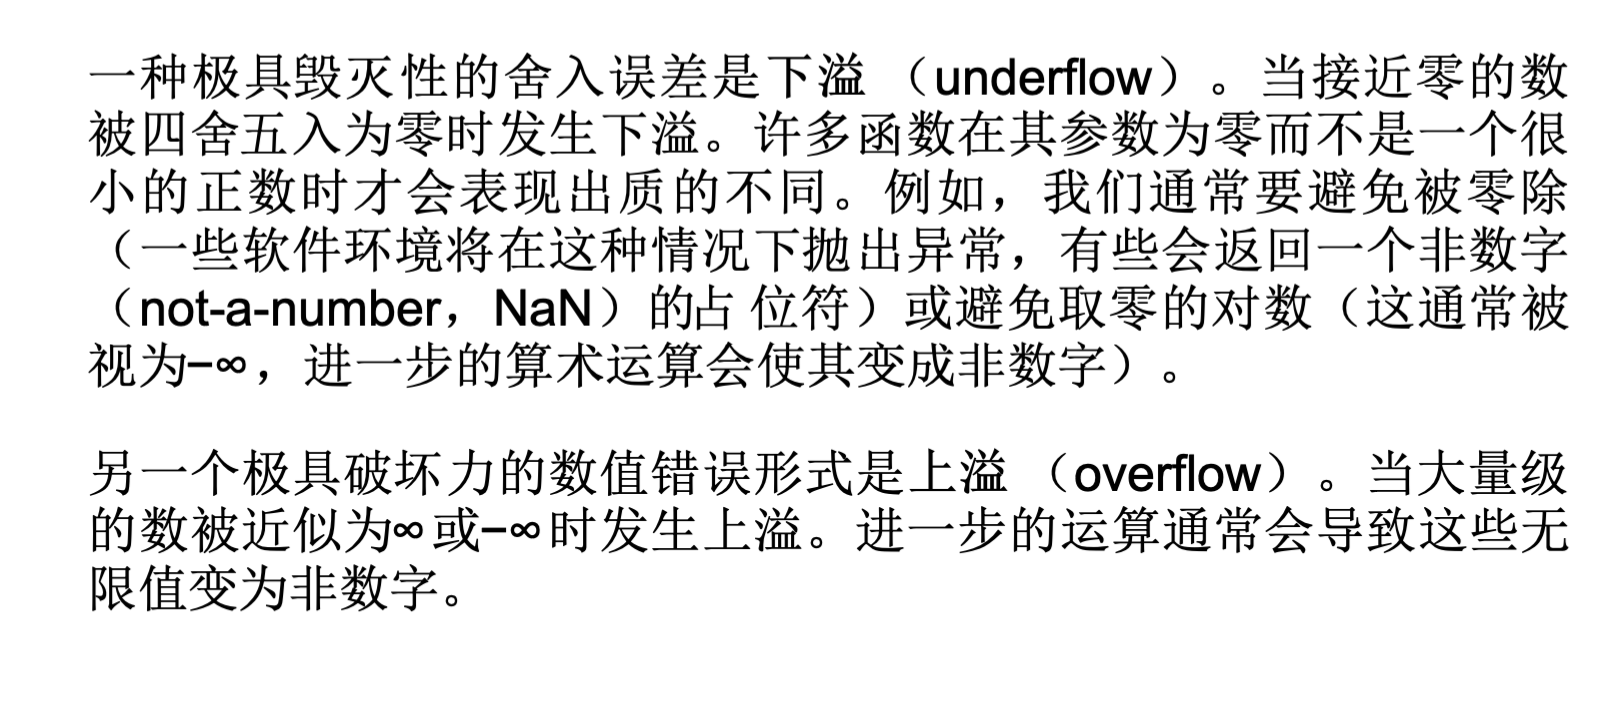 一种极具毁灭性的舍入误差是下溢 （underflow）。当接近零的数
被四舍五入为零时发生下溢。许多函数在其参数为零而不是一个很
小的正数时才会表现出质的不同。例如，我们通常要避免被零除
（一些软件环境将在这种情况下抛出异常，有些会返回一个非数字
（not-a-number，NaN）的占 位符）或避免取零的对数（这通常被
视为−∞，进一步的算术运算会使其变成非数字）。
另一个极具破坏力的数值错误形式是上溢 （overflow）。当大量级
的数被近似为∞或−∞时发生上溢。进一步的运算通常会导致这些无
限值变为非数字。